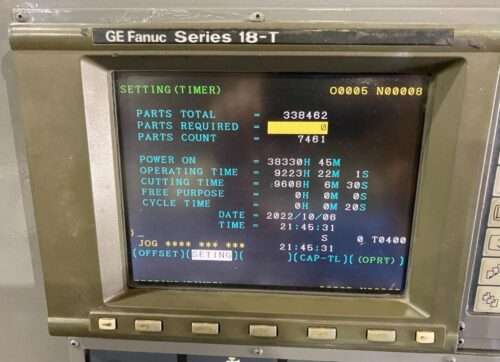 GE Fanuc Series 18-T
SETTING(TIMER) O0005 N00008
PARTS TOTAL = 338462
PARTS REQUIRED = 0
PARTS COUNT = 7461
POWER ON = 38330H 45M
OPERATING TIME = 9223H 22M 1S
CUTTING TIME = 9608H 6M 30S
FREE PURPOSE = 0H 0M 0S
CYCLE TIME = 0H 0M 20S
DATE = 2022/10/06
TIME = 21:45:31
)_
S 0 T0400
JOG **** *** *** 21:45:31
[OFFSET][SETING][ ][CAP-TL][(OPRT)]